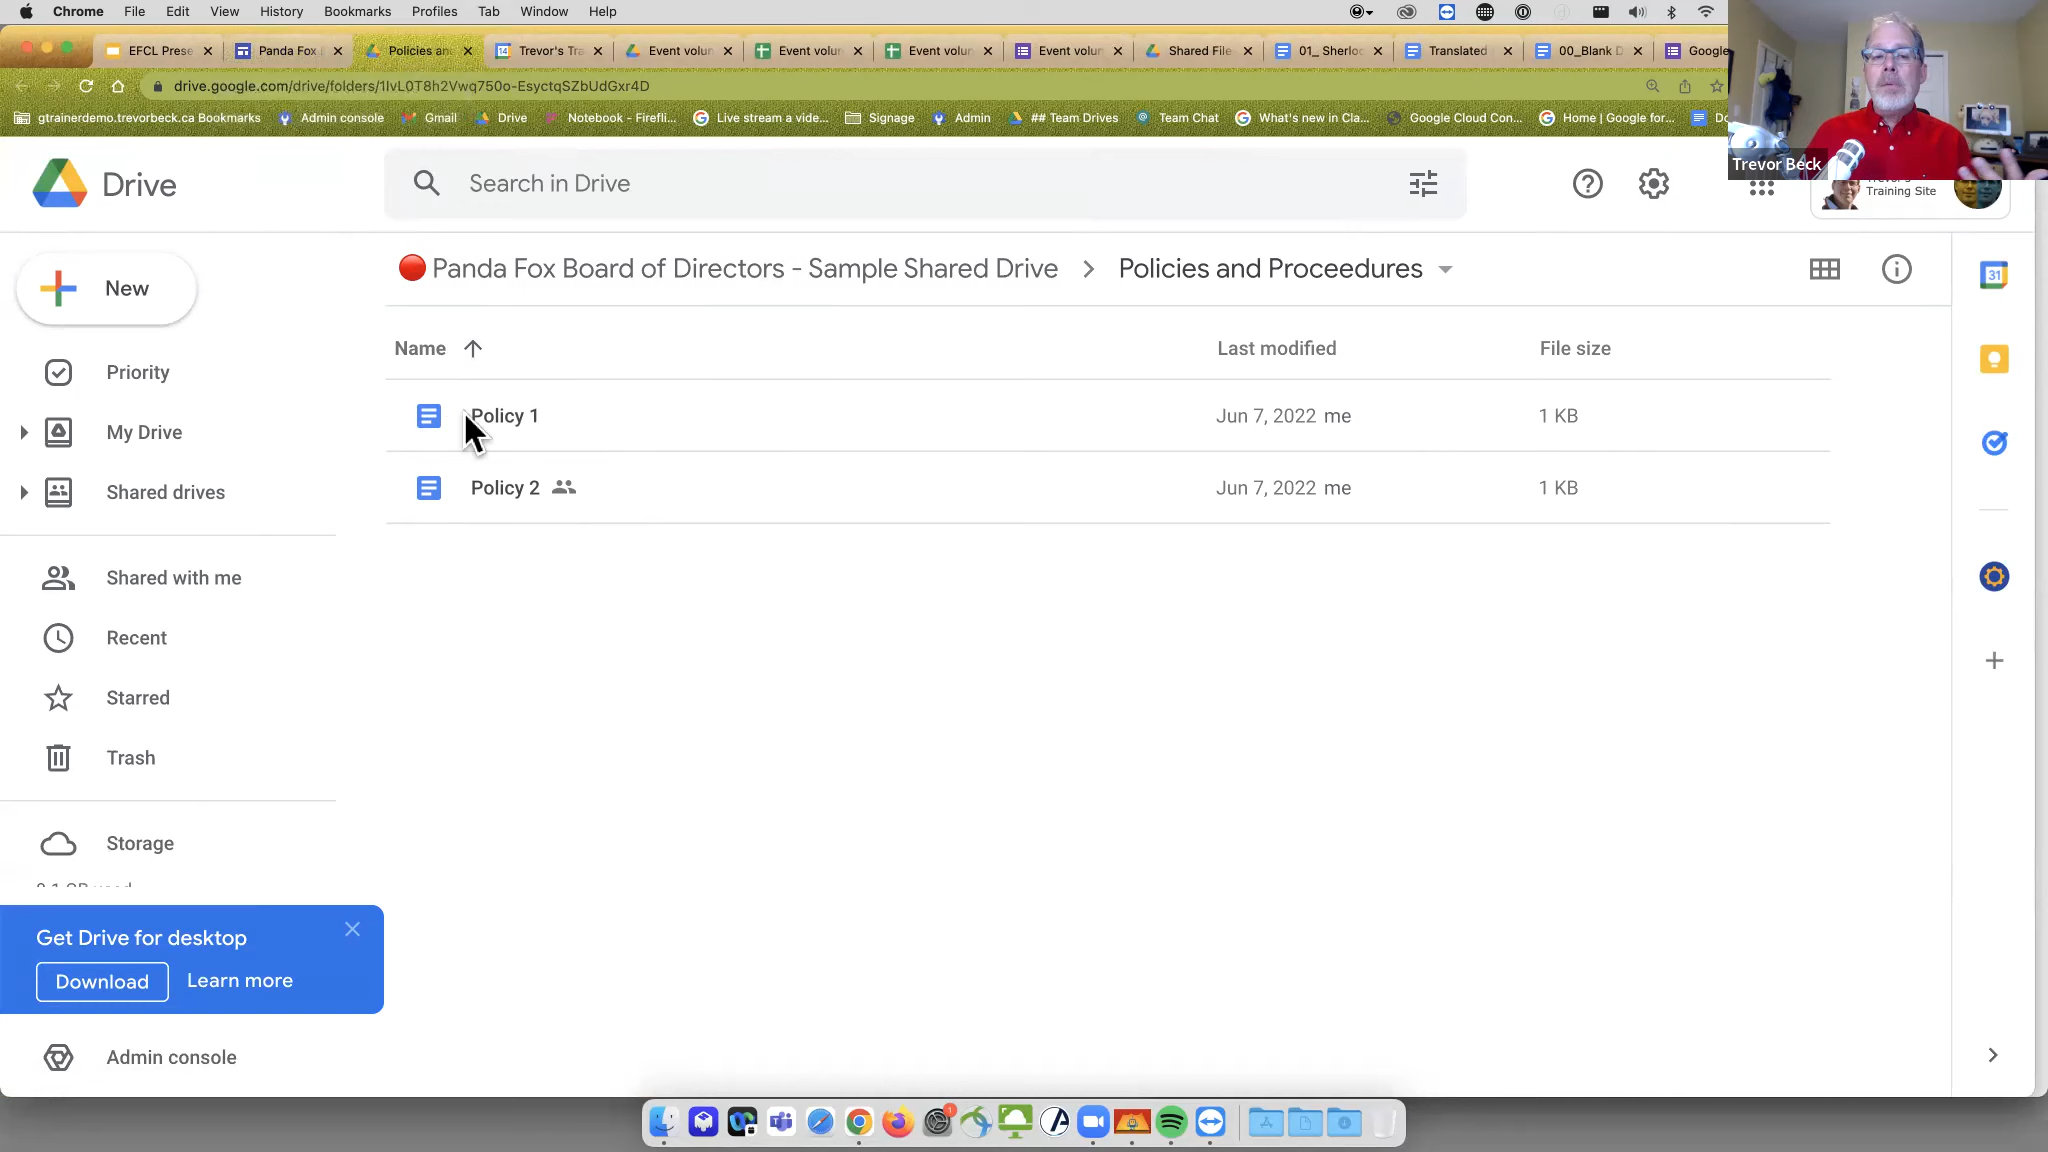 Chrome File Edit View History Bookmarks Profiles Tab Window Help
EFCL Prese Panda Fox Policies an Trevor's Tra Event volun Event volun Event volun Event volun Shared File 01_ Sherloc Translated 00_Blank D Google
drive.google.com/drive/folders/1IvL0T8h2Vwq750o-EsyctqSZbUdGxr4D
gtrainerdemo.trevorbeck.ca Bookmarks Admin console Gmail Drive Notebook - Firefli... Live stream a vide... Signage Admin ## Team Drives Team Chat What's new in Cla... Google Cloud Con... Home | Google for...
Trevor Beck
Drive
Search in Drive
Training Site
New
Panda Fox Board of Directors - Sample Shared Drive > Policies and Proceedures
31
Name Last modified File size
Priority
Policy 1 Jun 7, 2022 me 1 KB
My Drive
Policy 2 Jun 7, 2022 me 1 KB
Shared drives
Shared with me
Recent
Starred
Trash
Storage
Get Drive for desktop
Download Learn more
Admin console